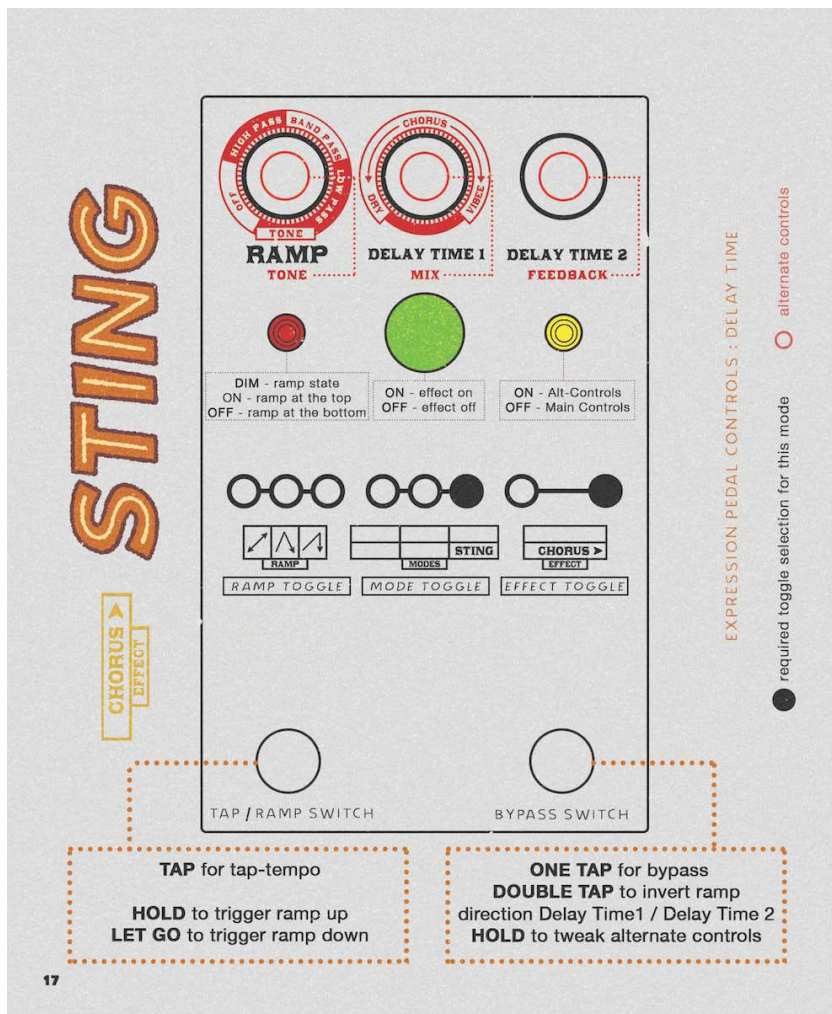 STING
CHORUS >
EFFECT
HIGH PASS
BAND PASS
LOW PASS
OFF
TONE
RAMP
TONE
CHORUS
DRY
VIBEE
DELAY TIME 1
MIX
DELAY TIME 2
FEEDBACK
DIM - ramp state
ON - ramp at the top
OFF - ramp at the bottom
ON - effect on
OFF - effect off
ON - Alt-Controls
OFF - Main Controls
RAMP
RAMP TOGGLE
STING
MODES
MODE TOGGLE
CHORUS >
EFFECT
EFFECT TOGGLE
EXPRESSION PEDAL CONTROLS : DELAY TIME
alternate controls
required toggle selection for this mode
TAP / RAMP SWITCH
BYPASS SWITCH
TAP for tap-tempo
HOLD to trigger ramp up
LET GO to trigger ramp down
ONE TAP for bypass
DOUBLE TAP to invert ramp
direction Delay Time1 / Delay Time 2
HOLD to tweak alternate controls
17